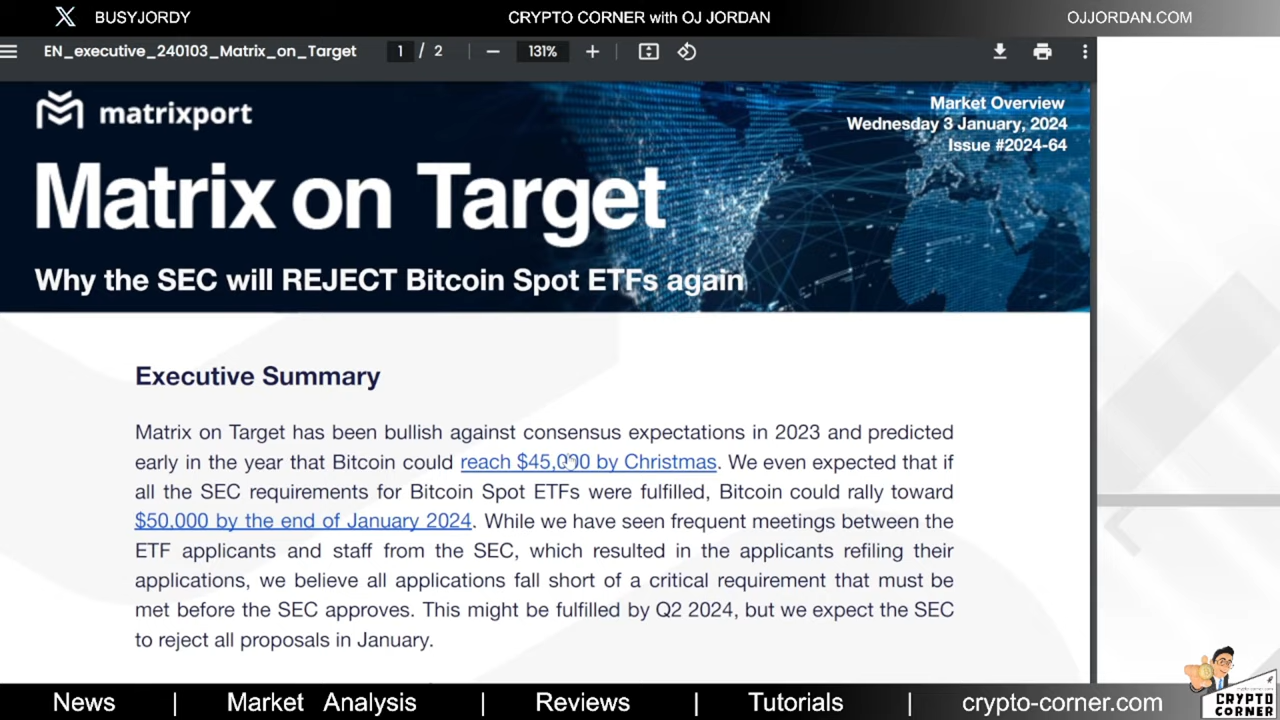 BUSYJORDY
CRYPTO CORNER with OJ JORDAN
OJJORDAN.COM
EN_executive_240103_Matrix_on_Target
1 / 2
131%
matrixport
Market Overview
Wednesday 3 January, 2024
Issue #2024-64
Matrix on Target
Why the SEC will REJECT Bitcoin Spot ETFs again
Executive Summary
Matrix on Target has been bullish against consensus expectations in 2023 and predicted
early in the year that Bitcoin could reach $45,000 by Christmas. We even expected that if
all the SEC requirements for Bitcoin Spot ETFs were fulfilled, Bitcoin could rally toward
$50,000 by the end of January 2024. While we have seen frequent meetings between the
ETF applicants and staff from the SEC, which resulted in the applicants refiling their
applications, we believe all applications fall short of a critical requirement that must be
met before the SEC approves. This might be fulfilled by Q2 2024, but we expect the SEC
to reject all proposals in January.
News | Market Analysis | Reviews | Tutorials | crypto-corner.com
CRYPTO
CORNER